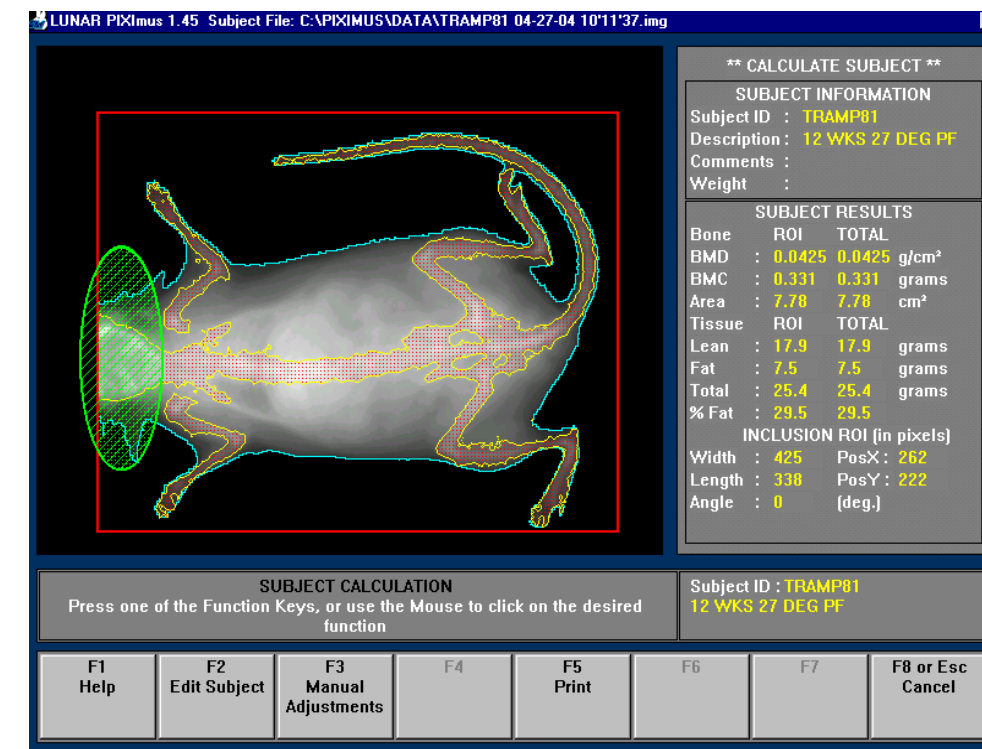 LUNAR PIXImus 1.45 Subject File: C:\PIXIMUS\DATA\TRAMP81 04-27-04 10'11'37.img
** CALCULATE SUBJECT **
SUBJECT INFORMATION
Subject ID : TRAMP81
Description : 12 WKS 27 DEG PF
Comments :
Weight :
SUBJECT RESULTS
Bone ROI TOTAL
BMD : 0.0425 0.0425 g/cm²
BMC : 0.331 0.331 grams
Area : 7.78 7.78 cm²
Tissue ROI TOTAL
Lean : 17.9 17.9 grams
Fat : 7.5 7.5 grams
Total : 25.4 25.4 grams
% Fat : 29.5 29.5
INCLUSION ROI (in pixels)
Width : 425 PosX : 262
Length : 338 PosY : 222
Angle : 0 (deg.)
SUBJECT CALCULATION
Press one of the Function Keys, or use the Mouse to click on the desired
function
Subject ID : TRAMP81
12 WKS 27 DEG PF
F1 Help
F2 Edit Subject
F3 Manual Adjustments
F4
F5 Print
F6
F7
F8 or Esc Cancel